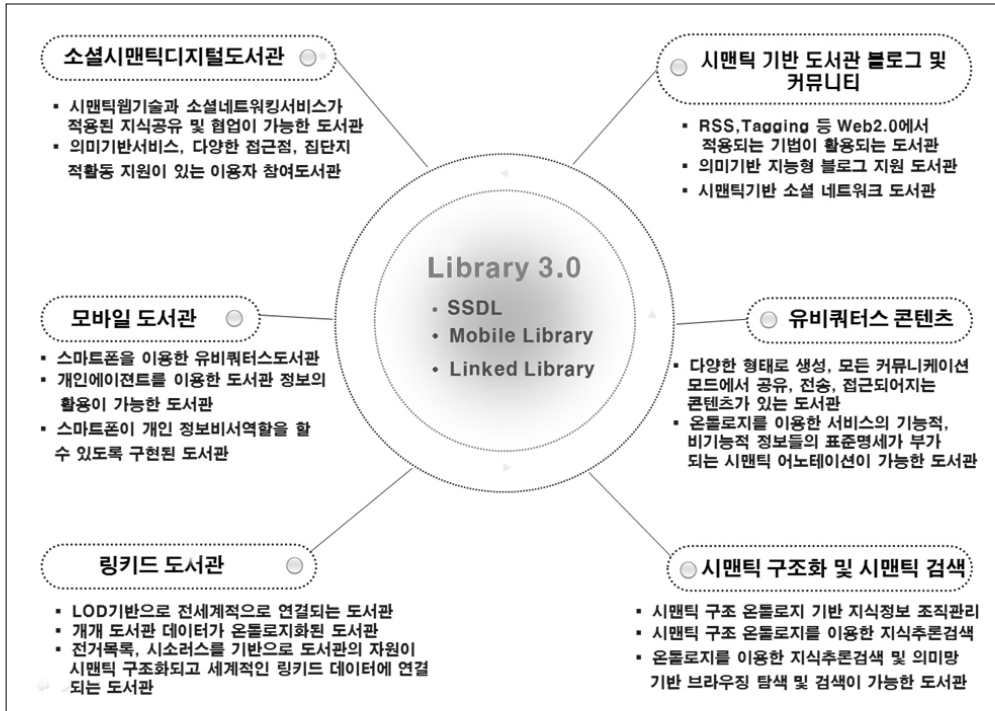 소셜시맨틱디지털도서관
▪ 시맨틱웹기술과 소셜네트워킹서비스가
적용된 지식공유 및 협업이 가능한 도서관
▪ 의미기반서비스, 다양한 접근점, 집단지
적활동 지원이 있는 이용자 참여도서관
시맨틱 기반 도서관 블로그 및
커뮤니티
▪ RSS,Tagging 등 Web2.0에서
적용되는 기법이 활용되는 도서관
▪ 의미기반 지능형 블로그 지원 도서관
▪ 시맨틱기반 소셜 네트워크 도서관
Library 3.0
• SSDL
• Mobile Library
• Linked Library
모바일 도서관
▪ 스마트폰을 이용한 유비쿼터스도서관
▪ 개인에이젼트를 이용한 도서관 정보의
활용이 가능한 도서관
▪ 스마트폰이 개인 정보비서역할을 할
수 있도록 구현된 도서관
유비쿼터스 콘텐츠
▪ 다양한 형태로 생성, 모든 커뮤니케이션
모드에서 공유, 전송, 접근되어지는
콘텐츠가 있는 도서관
▪ 온톨로지를 이용한 서비스의 기능적,
비기능적 정보들의 표준명세가 부가
되는 시맨틱 어노테이션이 가능한 도서관
링키드 도서관
▪ LOD기반으로 전세계적으로 연결되는 도서관
▪ 개개 도서관 데이터가 온톨로지화된 도서관
▪ 전거목록, 시소러스를 기반으로 도서관의 자원이
시맨틱 구조화되고 세계적인 링키드 데이터에 연결
되는 도서관
시맨틱 구조화 및 시맨틱 검색
▪ 시맨틱 구조 온톨로지 기반 지식정보 조직관리
▪ 시맨틱 구조 온톨로지를 이용한 지식추론검색
▪ 온톨로지를 이용한 지식추론검색 및 의미망
기반 브라우징 탐색 및 검색이 가능한 도서관